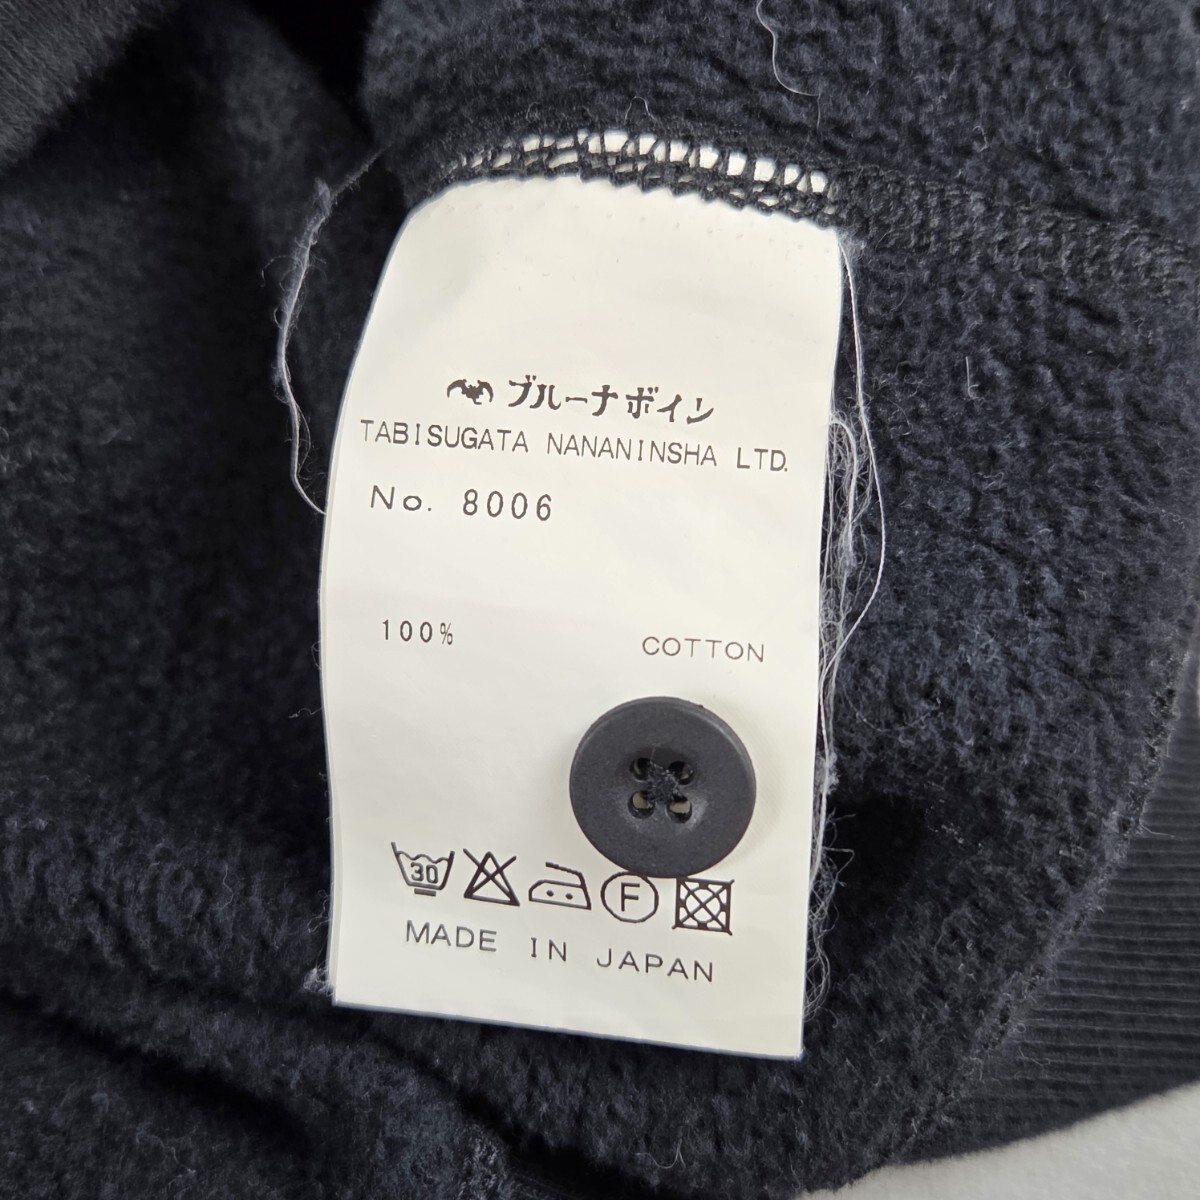 ブルーナボイン
TABISUGATA NANANINSHA LTD.
No. 8006
100% COTTON
30 F
MADE IN JAPAN